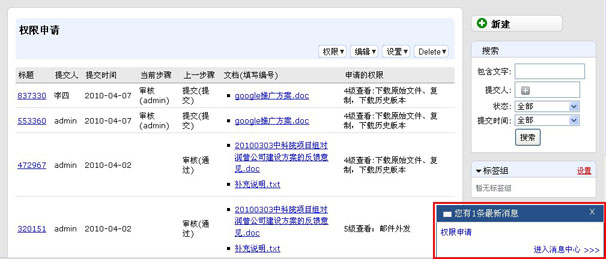 权限申请
权限▼ 编辑▼ 设置▼ Delete▼
标题 提交人 提交时间 当前步骤 上一步骤 文档(填写编号) 申请的权限
837330 李四 2010-04-07 审核(admin) 提交(提交) google推广方案.doc 4级查看:下载原始文件、复制，下载历史版本
553360 admin 2010-04-07 审核(admin) 提交(提交) google推广方案.doc 4级查看:下载原始文件、复制，下载历史版本
472967 admin 2010-04-02 审核(通过) 20100303中科院项目组对润普公司建设方案的反馈意见.doc 4级查看:下载原始文件、复制，下载历史版本
补充说明.txt
320151 admin 2010-04-02 审核(通过) 20100303中科院项目组对润普公司建设方案的反馈意见.doc 5级查看：邮件外发
补充说明.txt
新建
搜索
包含文字:
提交人:
状态: 全部
提交时间: 全部
搜索
▼标签组 设置
暂无标签组
您有1条最新消息 X
权限申请
进入消息中心 >>>